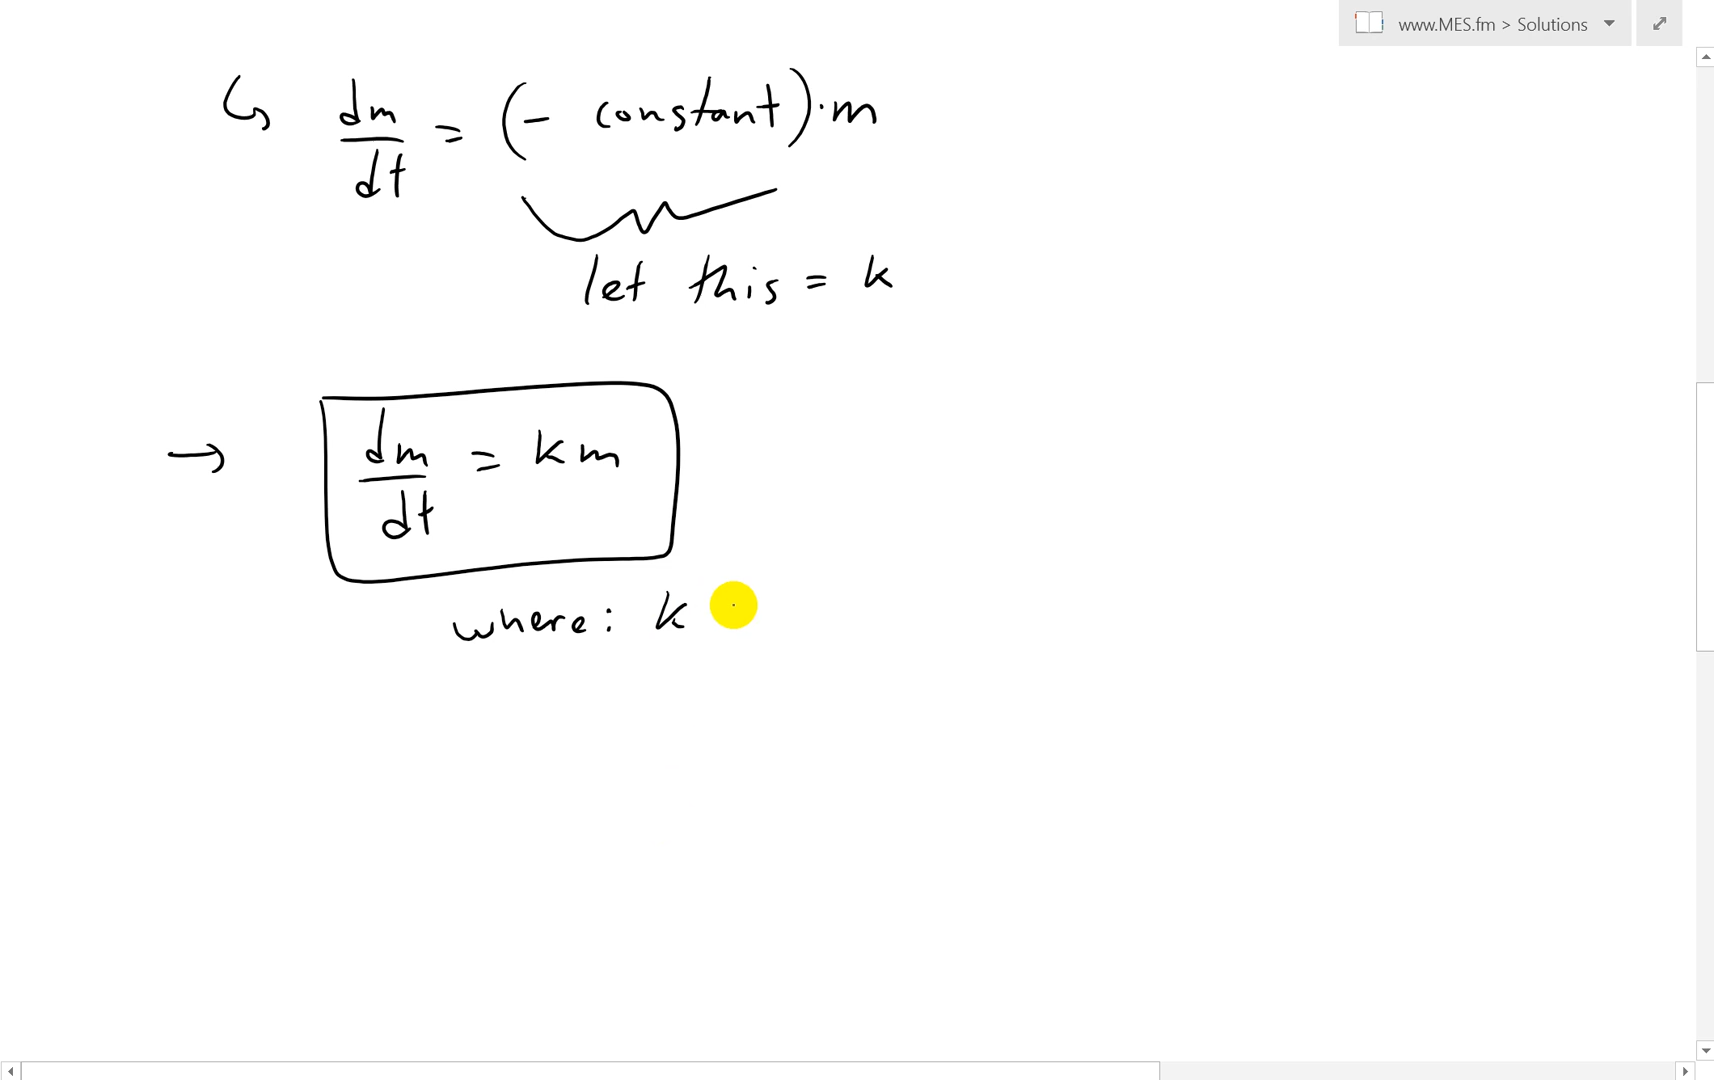 www.MES.fm > Solutions
↳ dm/dt = (- constant)·m
let this = k
→ dm/dt = km
where: k